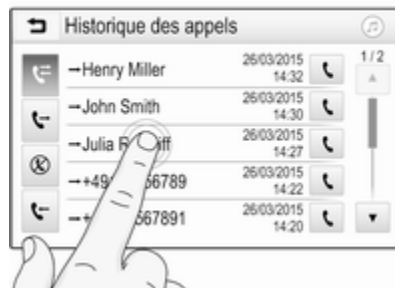 Historique des appels
→Henry Miller 26/03/2015 14:32
1/2
→John Smith 26/03/2015 14:30
→Julia 26/03/2015 14:27
26/03/2015 14:22
26/03/2015 14:20